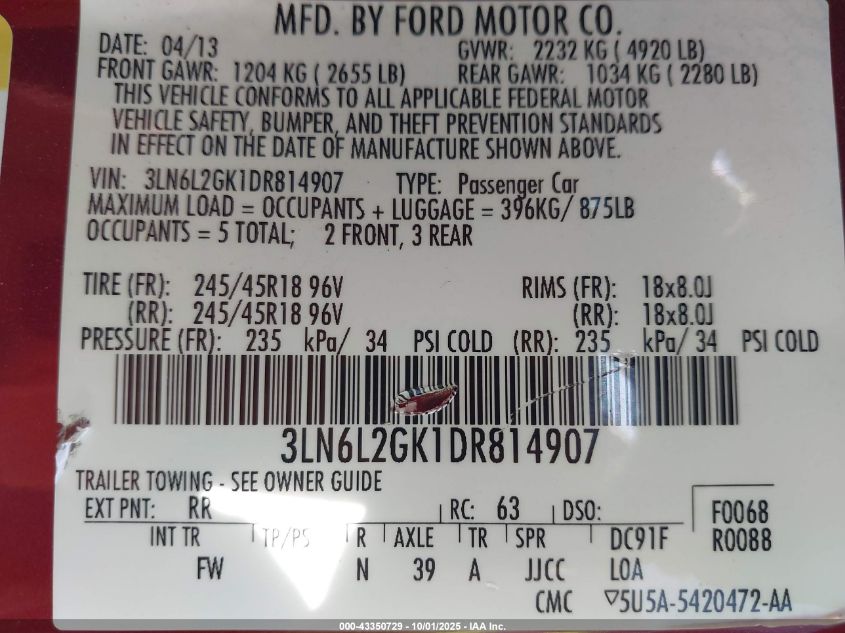 MFD. BY FORD MOTOR CO.
DATE: 04/13 GVWR: 2232 KG ( 4920 LB)
FRONT GAWR: 1204 KG ( 2655 LB) REAR GAWR: 1034 KG ( 2280 LB)
THIS VEHICLE CONFORMS TO ALL APPLICABLE FEDERAL MOTOR
VEHICLE SAFETY, BUMPER, AND THEFT PREVENTION STANDARDS
IN EFFECT ON THE DATE OF MANUFACTURE SHOWN ABOVE.
VIN: 3LN6L2GK1DR814907 TYPE: Passenger Car
MAXIMUM LOAD = OCCUPANTS + LUGGAGE = 396KG/ 875LB
OCCUPANTS = 5 TOTAL; 2 FRONT, 3 REAR
TIRE (FR): 245/45R18 96V RIMS (FR): 18x8.0J
(RR): 245/45R18 96V (RR): 18x8.0J
PRESSURE (FR): 235 kPa/ 34 PSI COLD (RR): 235 kPa/ 34 PSI COLD
3LN6L2GK1DR814907
TRAILER TOWING - SEE OWNER GUIDE
EXT PNT: RR RC: 63 DSO: F0068
INT TR TP/PS R AXLE TR SPR DC91F R0088
FW N 39 A JJCC LOA
CMC ▽5U5A-5420472-AA
000-43350729 - 10/01/2025 - IAA Inc.